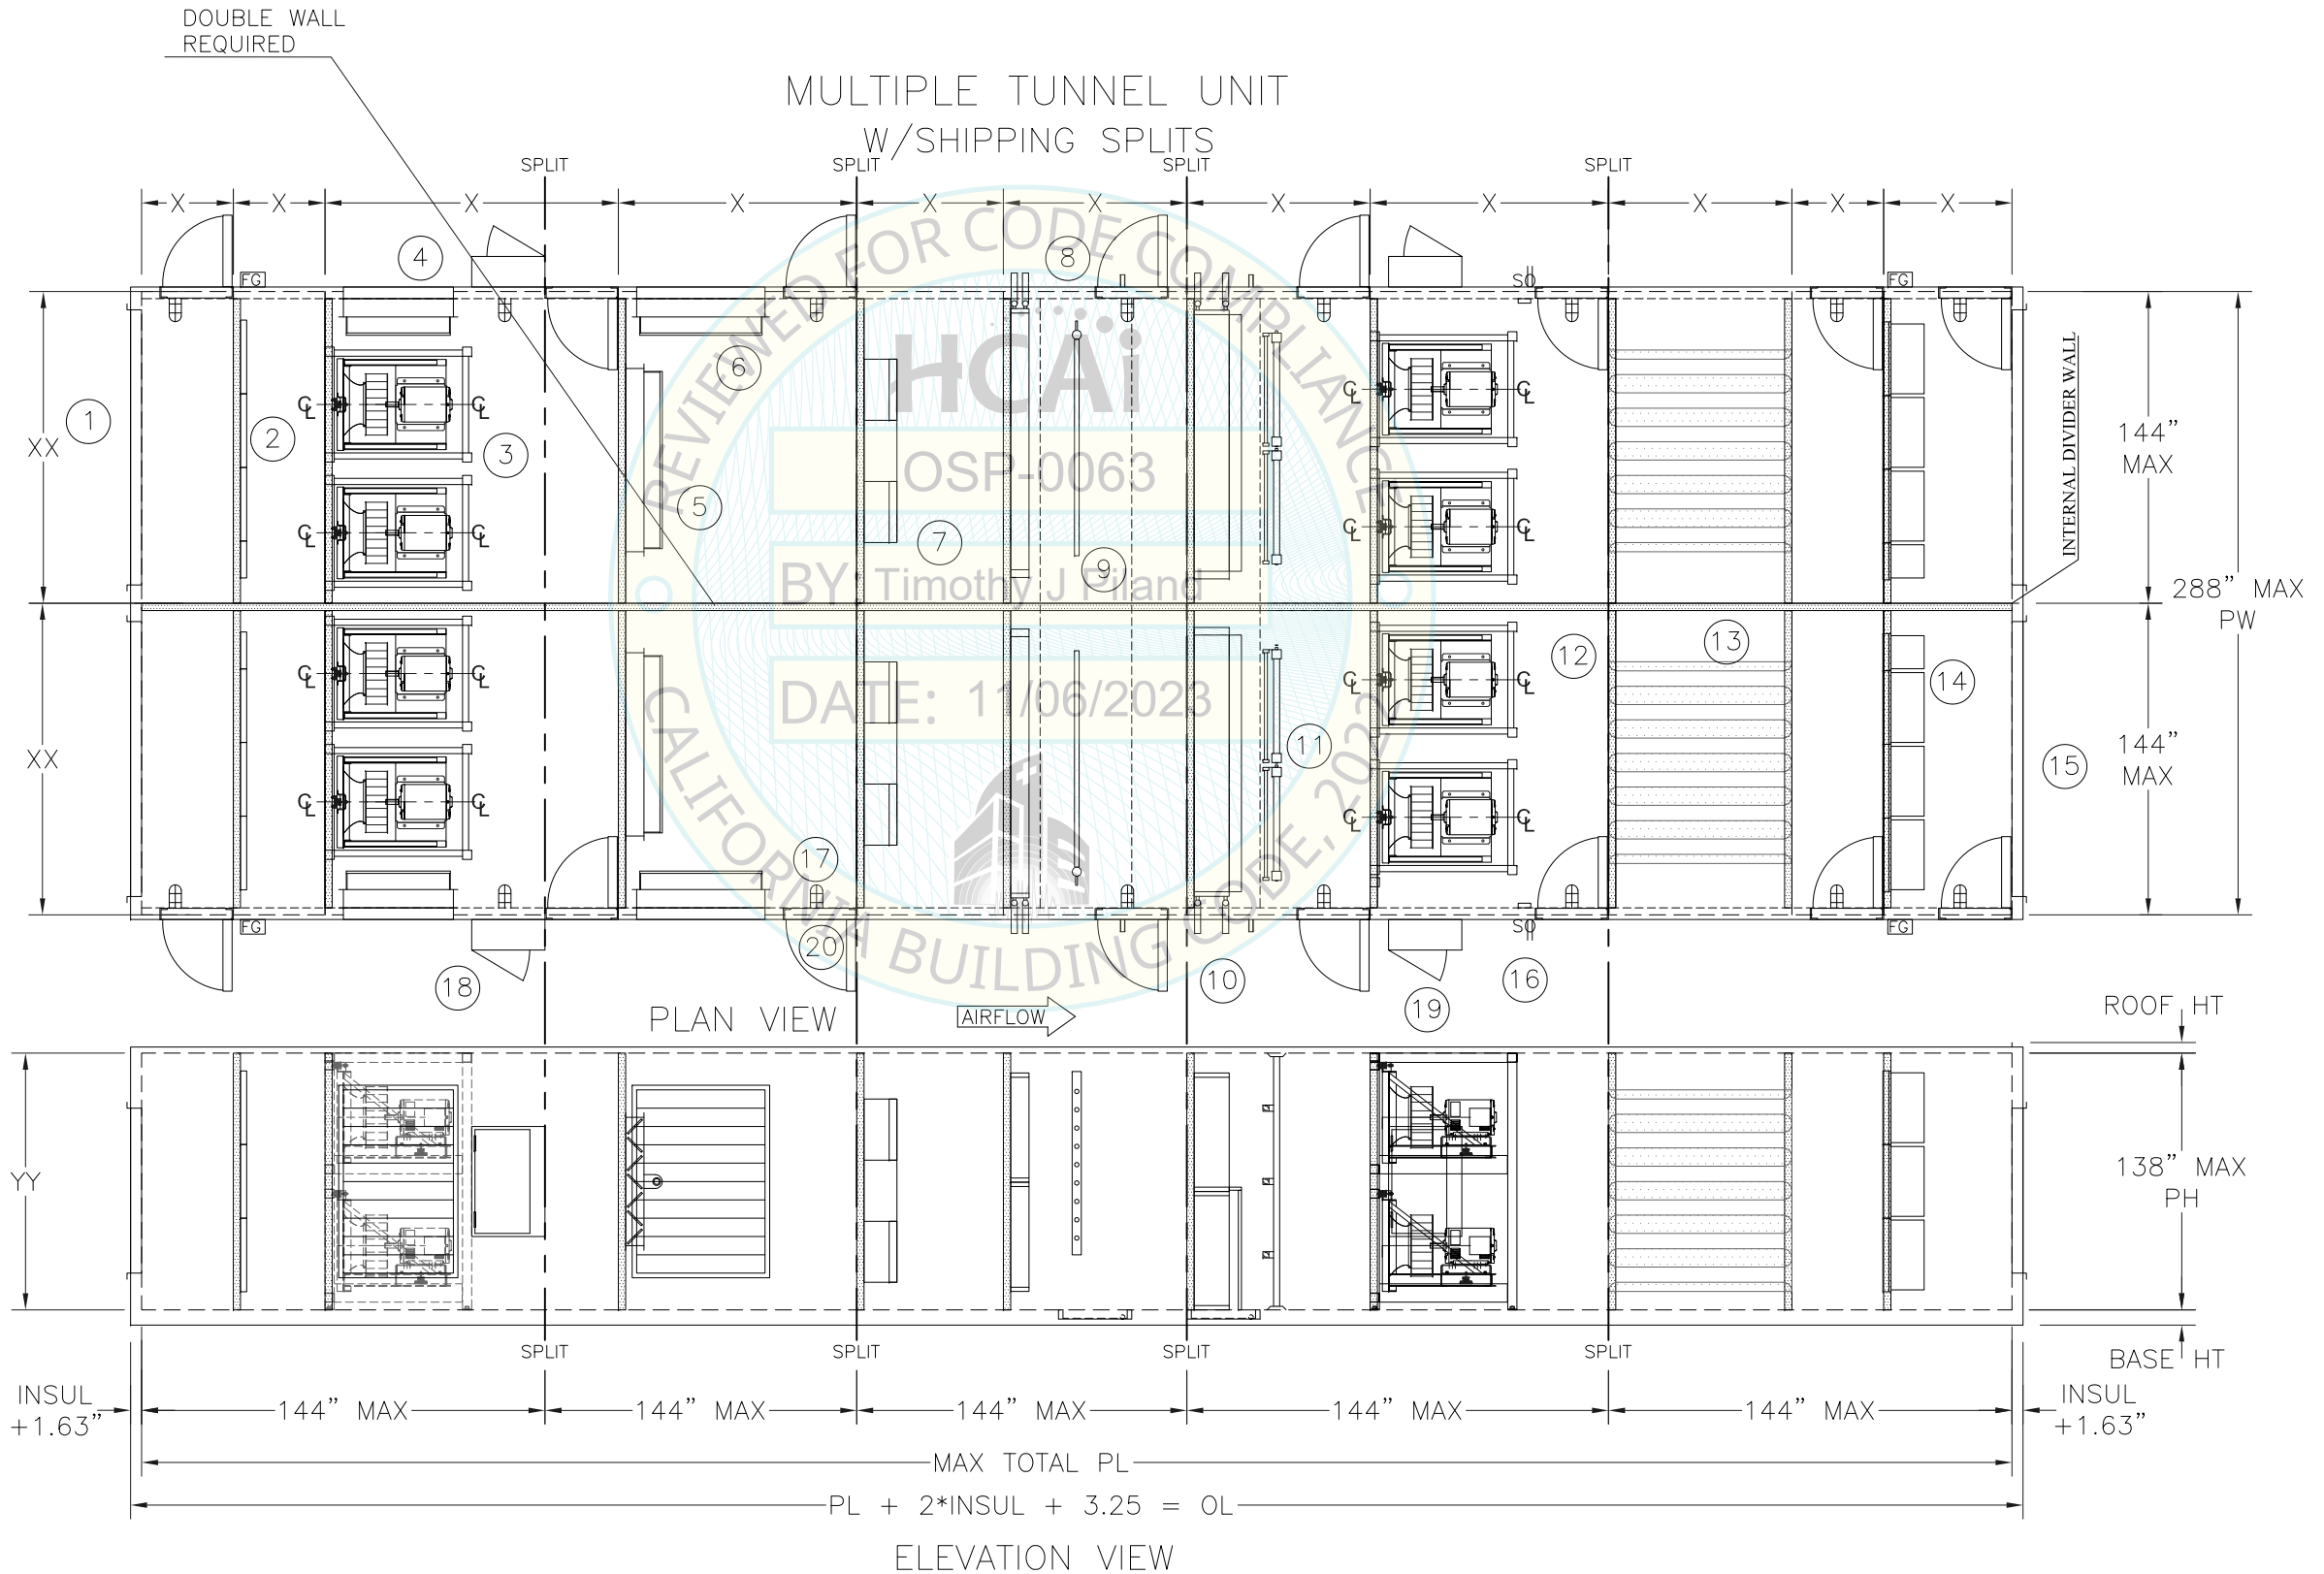 DOUBLE WALL
REQUIRED
MULTIPLE TUNNEL UNIT
W/SHIPPING SPLITS
SPLIT SPLIT SPLIT SPLIT
X X X X X X X X X X X
4 8
FG SO FG
REVIEWED FOR CODE COMPLIANCE
HCAi
OSP-0063
BY: Timothy J Piland
DATE: 11/06/2023
CALIFORNIA BUILDING CODE, 2022
1 2 3 5 6 7 9
XX
XX
℄ ℄ ℄ ℄
℄ ℄ ℄ ℄
℄ ℄ ℄ ℄
℄ ℄ ℄ ℄
11 12 13 14 15
144” MAX
INTERNAL DIVIDER WALL
288” MAX
PW
144”
MAX
17
FG SO FG
20
18 10 19 16
PLAN VIEW
AIRFLOW
ROOF HT
YY
138” MAX
PH
SPLIT SPLIT SPLIT SPLIT
BASE HT
INSUL
+1.63”
144” MAX 144” MAX 144” MAX 144” MAX 144” MAX
INSUL
+1.63”
MAX TOTAL PL
PL + 2*INSUL + 3.25 = OL
ELEVATION VIEW